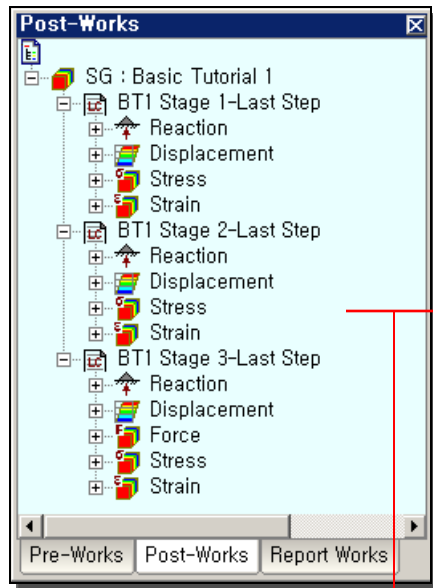 Post-Works
SG : Basic Tutorial 1
BT1 Stage 1-Last Step
Reaction
Displacement
Stress
Strain
BT1 Stage 2-Last Step
Reaction
Displacement
Stress
Strain
BT1 Stage 3-Last Step
Reaction
Displacement
Force
Stress
Strain
Pre-Works Post-Works Report Works